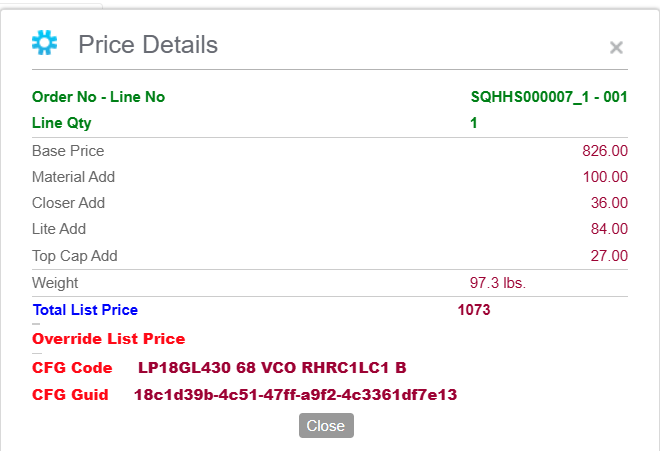 Price Details ×
Order No - Line No SQHHS000007_1 - 001
Line Qty 1
Base Price 826.00
Material Add 100.00
Closer Add 36.00
Lite Add 84.00
Top Cap Add 27.00
Weight 97.3 lbs.
Total List Price 1073
Override List Price
CFG Code LP18GL430 68 VCO RHRC1LC1 B
CFG Guid 18c1d39b-4c51-47ff-a9f2-4c3361df7e13
Close